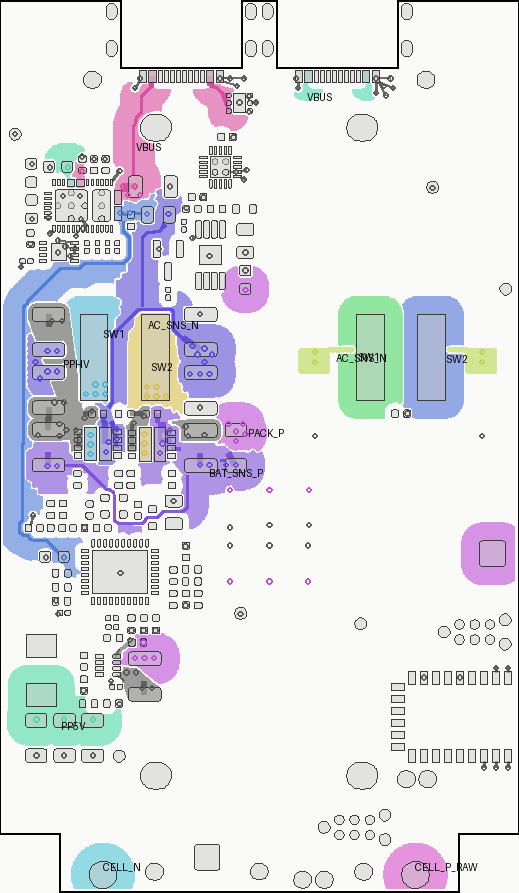 VBUS
VBUS
AC_SNS_N
SW1
PPHV
SW2
AC_SNS_N
SW2
PACK_P
BAT_SNS_P
PP5V
CELL_N
CELL_P_RAW